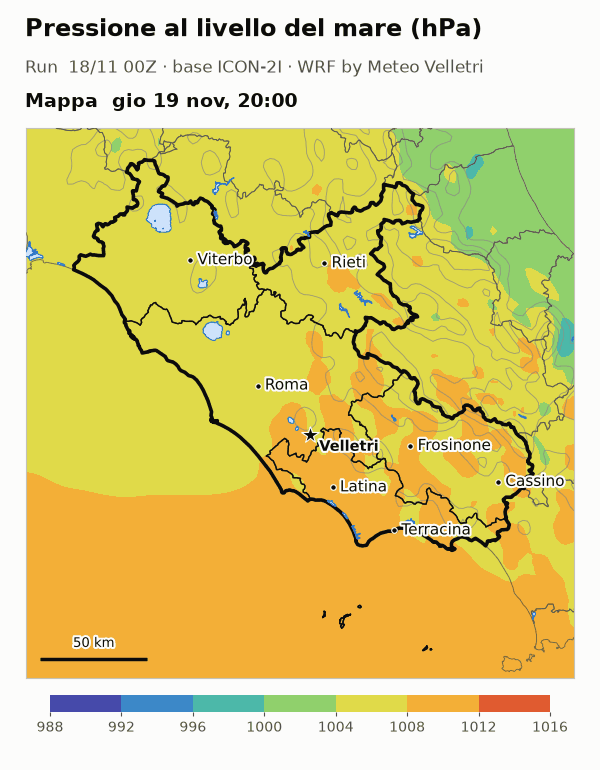 Pressione al livello del mare (hPa)
Run  18/11 00Z · base ICON-2I · WRF by Meteo Velletri
Mappa  gio 19 nov, 20:00
Viterbo
Rieti
Roma
Velletri
Frosinone
Cassino
Latina
Terracina
50 km
988 992 996 1000 1004 1008 1012 1016